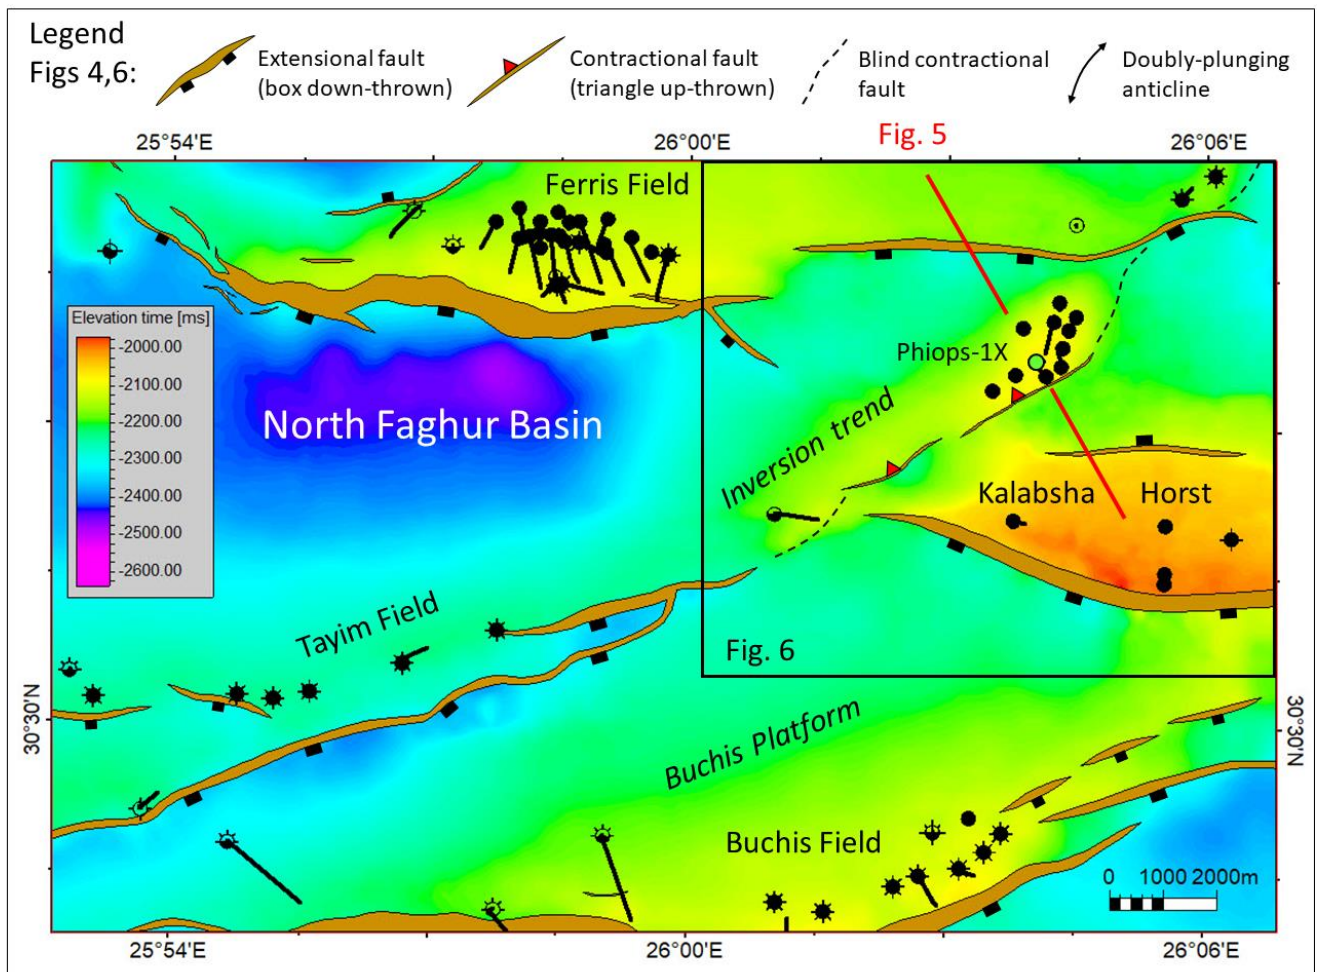 Legend
Figs 4,6:
Extensional fault
(box down-thrown)
Contractional fault
(triangle up-thrown)
Blind contractional
fault
Doubly-plunging
anticline
25°54'E
26°00'E
Fig. 5
26°06'E
Ferris Field
Elevation time [ms]
-2000.00
-2100.00
-2200.00
-2300.00
-2400.00
-2500.00
-2600.00
North Faghur Basin
Phiops-1X
Inversion trend
Kalabsha Horst
Tayim Field
Fig. 6
30°30'N
30°30'N
Buchis Platform
Buchis Field
0 1000 2000m
25°54'E
26°00'E
26°06'E